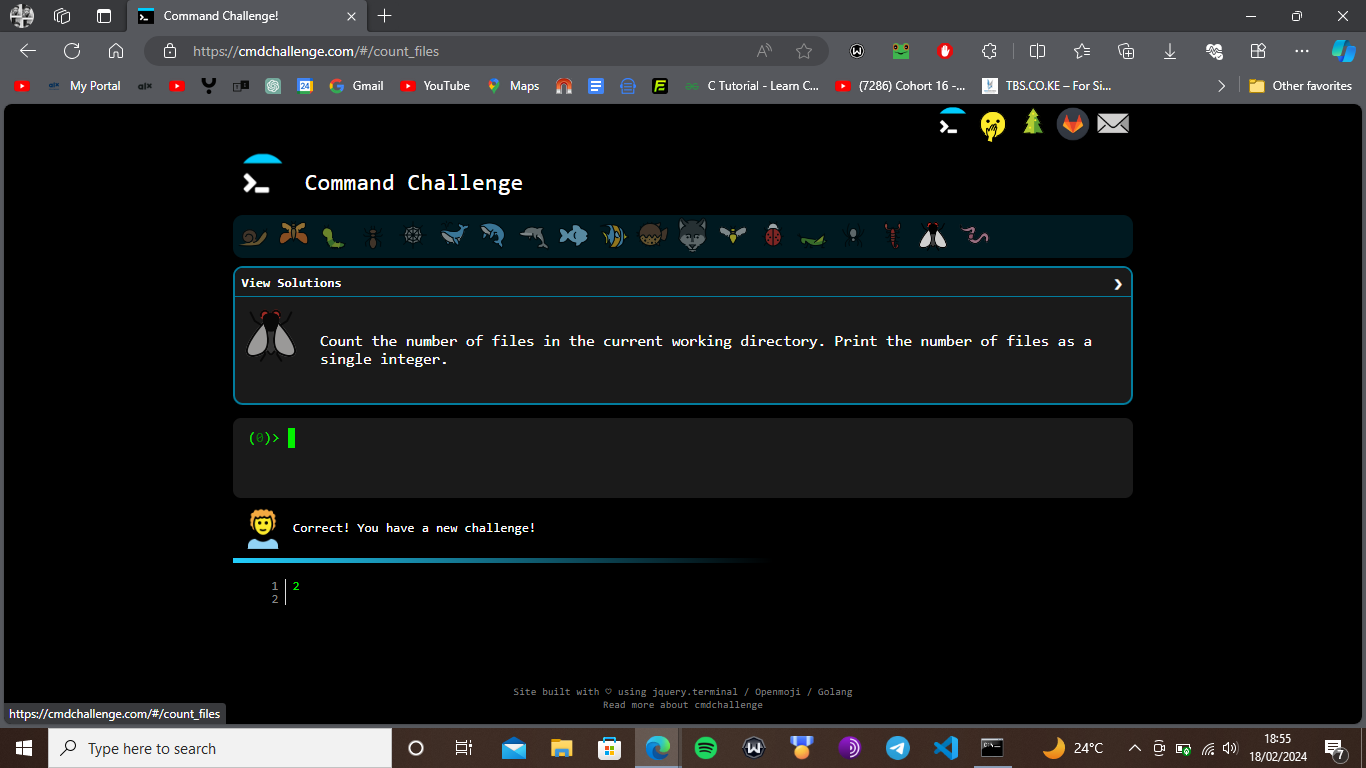 Command Challenge!
https://cmdchallenge.com/#/count_files
My Portal
Gmail
YouTube
Maps
C Tutorial - Learn C...
(7286) Cohort 16 -...
TBS.CO.KE – For Si...
Other favorites
Command Challenge
View Solutions
Count the number of files in the current working directory. Print the number of files as a
single integer.
(0)>
Correct! You have a new challenge!
1 2
2
Site built with ♡ using jquery.terminal / Openmoji / Golang
Read more about cmdchallenge
https://cmdchallenge.com/#/count_files
Type here to search
24°C
18:55
18/02/2024
7